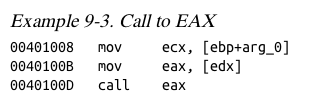 Example 9-3. Call to EAX
00401008   mov     ecx, [ebp+arg_0]
0040100B   mov     eax, [edx]
0040100D   call    eax